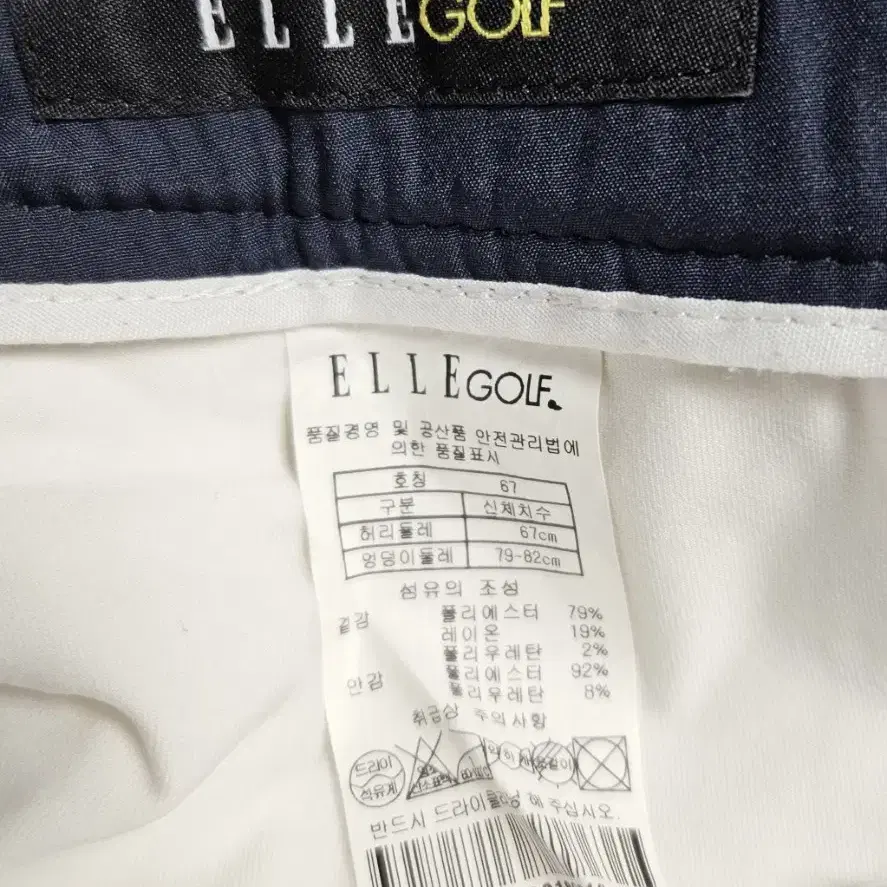 ELLE GOLF
ELLE GOLF.
품질경영 및 공산품 안전관리법에
의한 품질표시
호칭 67
구분 신체치수
허리둘레 67cm
엉덩이둘레 79-82cm
섬유의 조성
겉감 폴리에스터 79%
레이온 19%
폴리우레탄 2%
안감 폴리에스터 92%
폴리우레탄 8%
취급상 주의사항
드라이
석유계
반드시 드라이클리닝 해 주십시오.